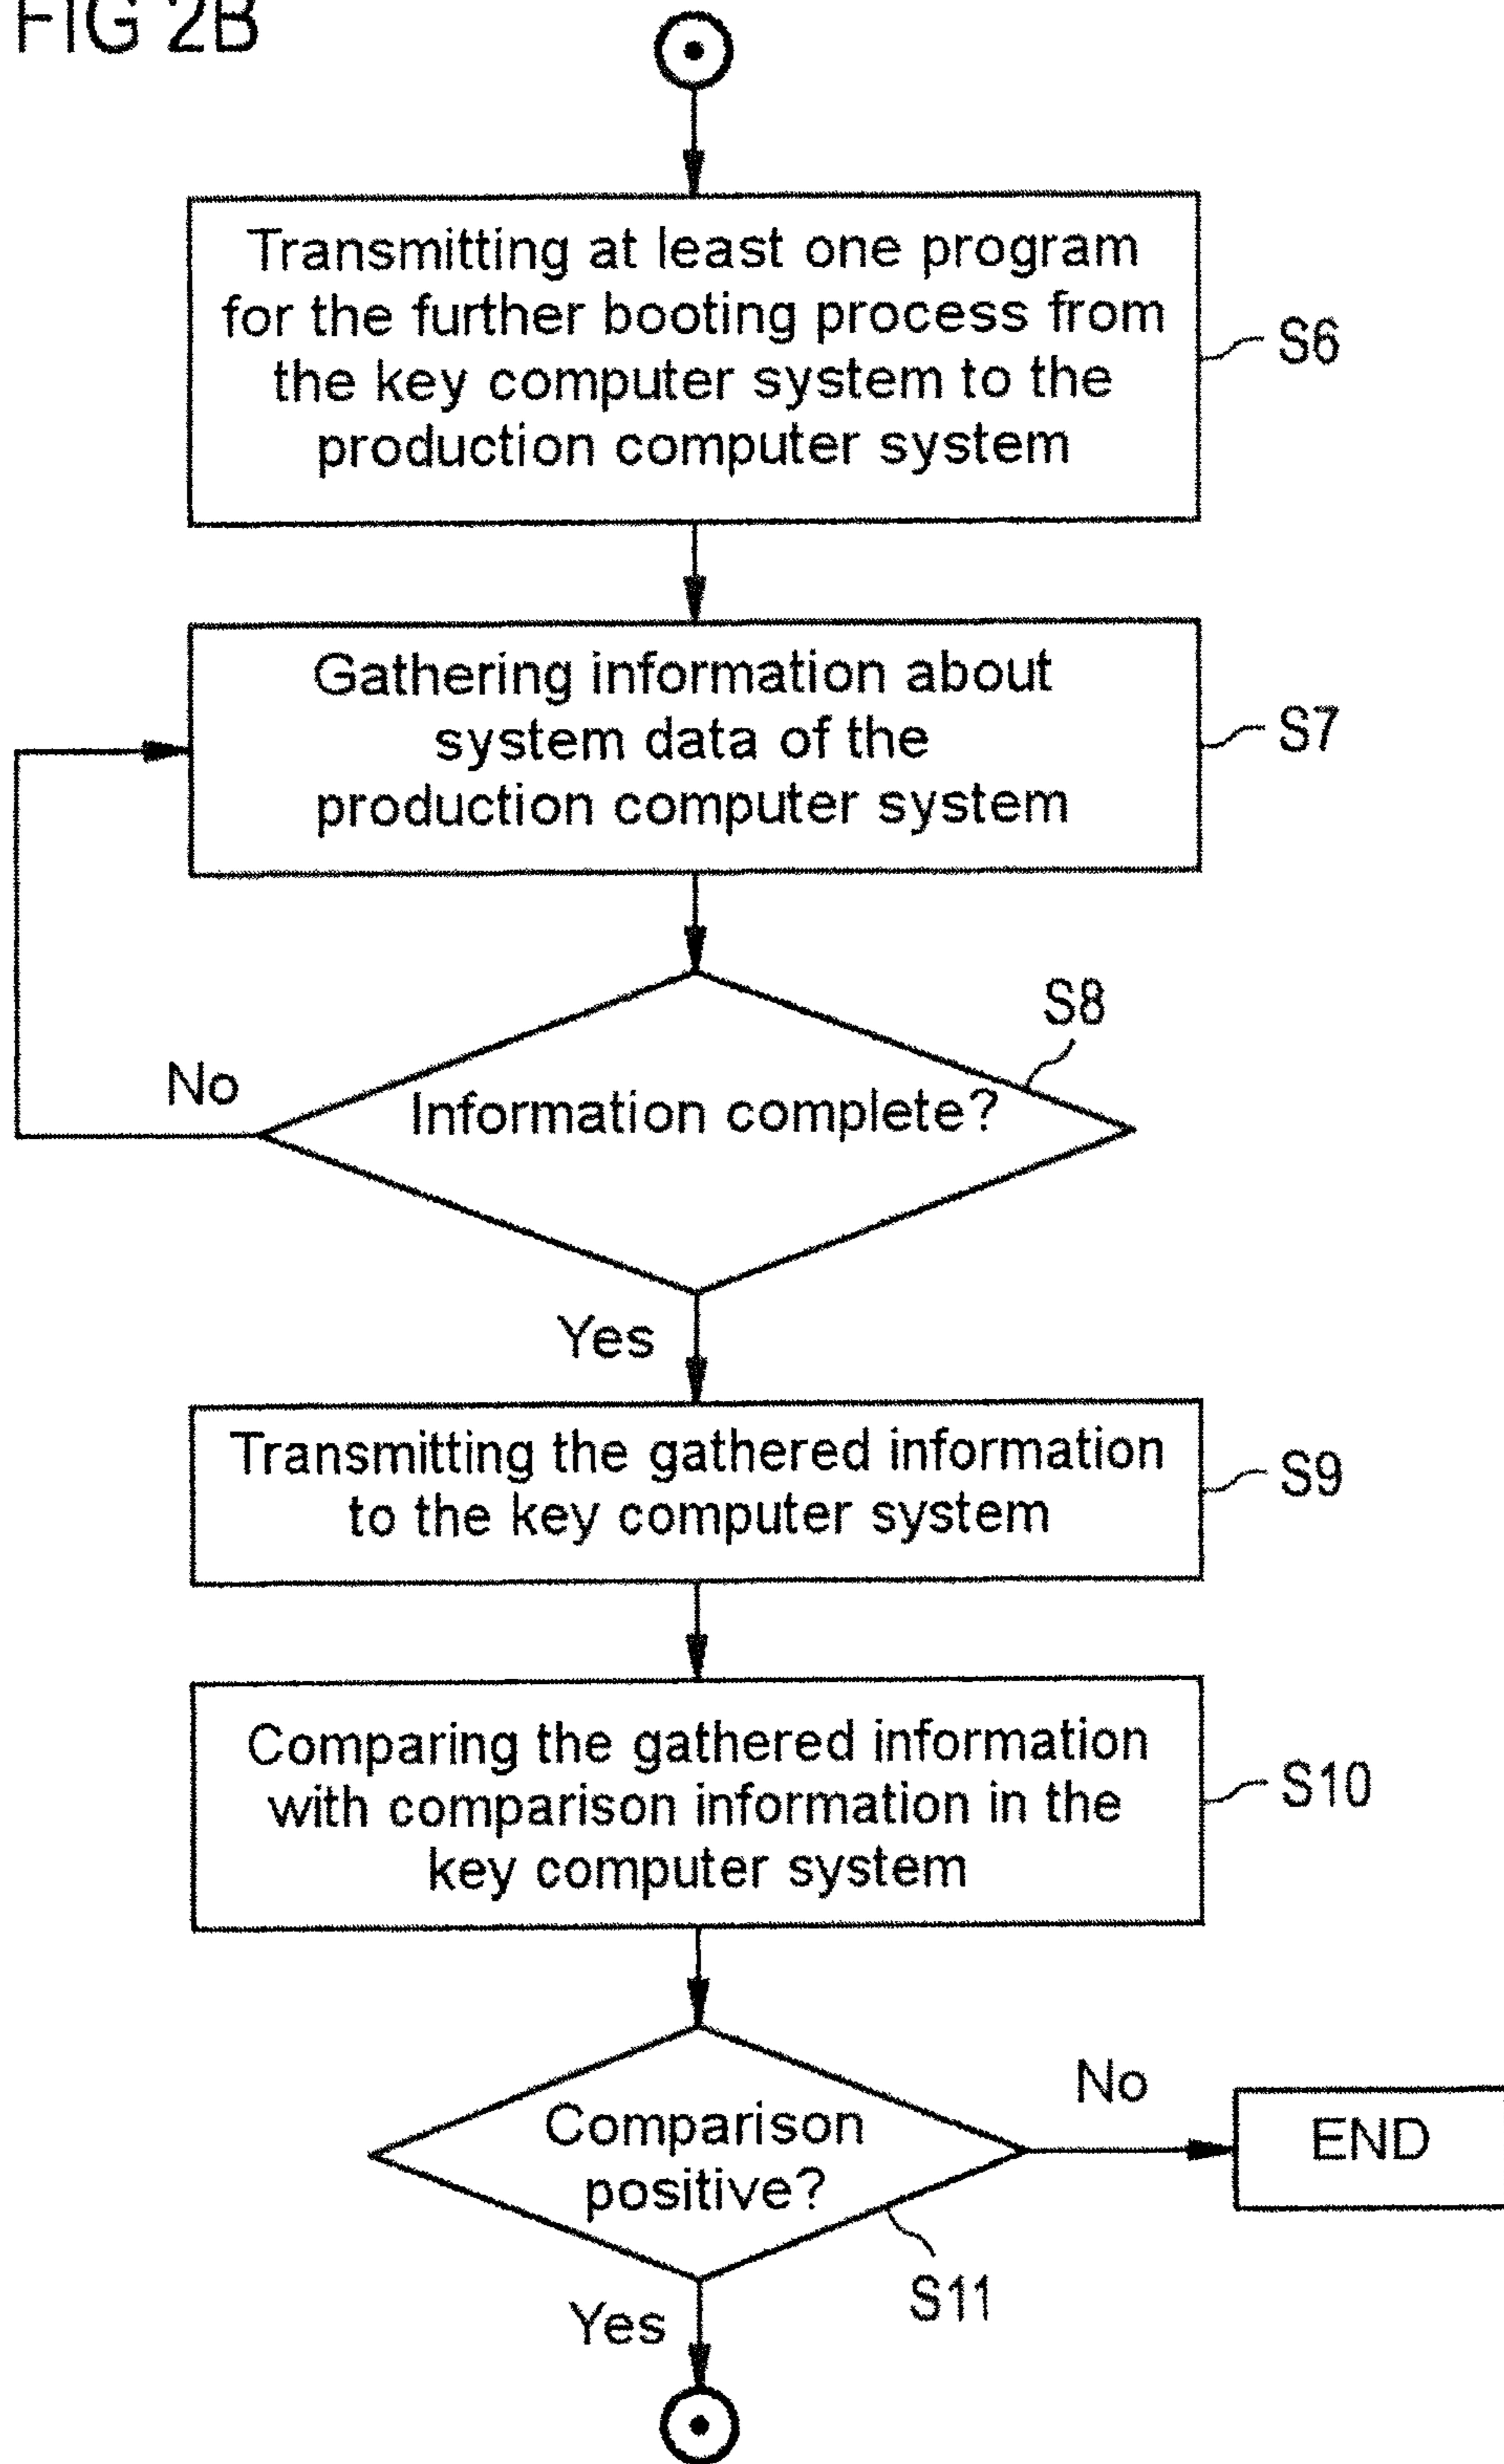 FIG 2B
Transmitting at least one program
for the further booting process from
the key computer system to the
production computer system
S6
Gathering information about
system data of the
production computer system
S7
S8
No
Information complete?
Yes
Transmitting the gathered information
to the key computer system
S9
Comparing the gathered information
with comparison information in the
key computer system
S10
No
Comparison
positive?
END
S11
Yes